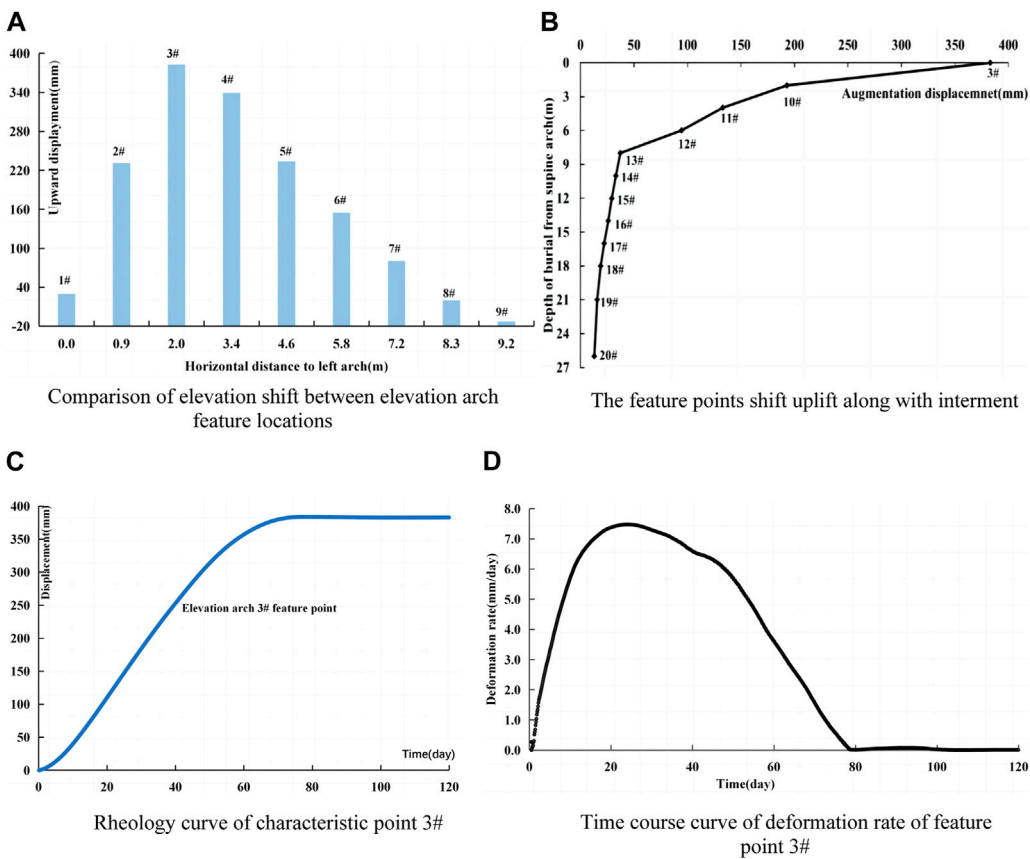 A
400
340
280
220
160
100
40
-20
Upward displayment(mm)
1#
2#
3#
4#
5#
6#
7#
8#
9#
0.0 0.9 2.0 3.4 4.6 5.8 7.2 8.3 9.2
Horizontal distance to left arch(m)
Comparison of elevation shift between elevation arch
feature locations
B
0 50 100 150 200 250 300 350 400
Augmentation displacemnet(mm)
0
3
6
9
12
15
18
21
24
27
Depth of burial from supine arch(m)
3#
10#
11#
12#
13#
14#
15#
16#
17#
18#
19#
20#
The feature points shift uplift along with interment
C
400
350
300
250
200
150
100
50
0
Displacement(mm)
Elevation arch 3# feature point
Time(day)
0 20 40 60 80 100 120
Rheology curve of characteristic point 3#
D
8.0
7.0
6.0
5.0
4.0
3.0
2.0
1.0
0.0
Deformation rate(mm/day)
0 20 40 60 80 100 120
Time(day)
Time course curve of deformation rate of feature
point 3#